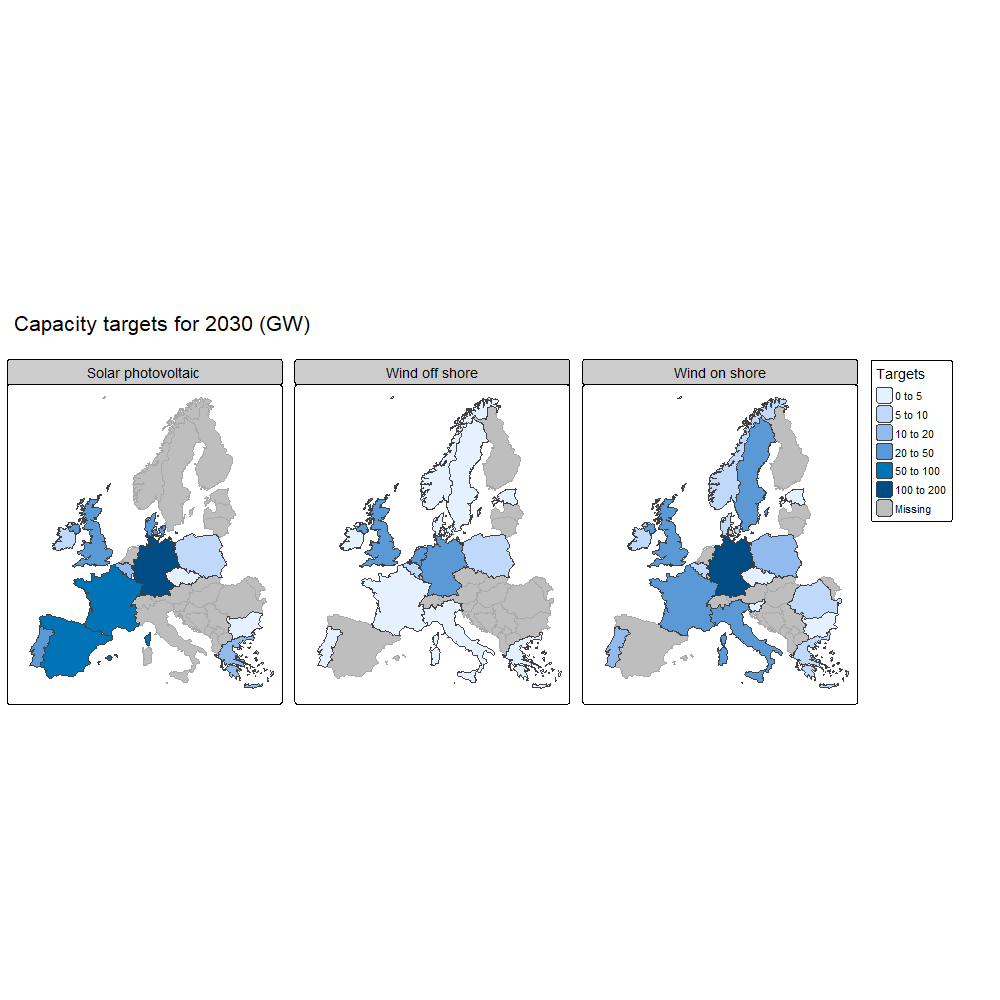 Capacity targets for 2030 (GW)
Solar photovoltaic
Wind off shore
Wind on shore
Targets
0 to 5
5 to 10
10 to 20
20 to 50
50 to 100
100 to 200
Missing